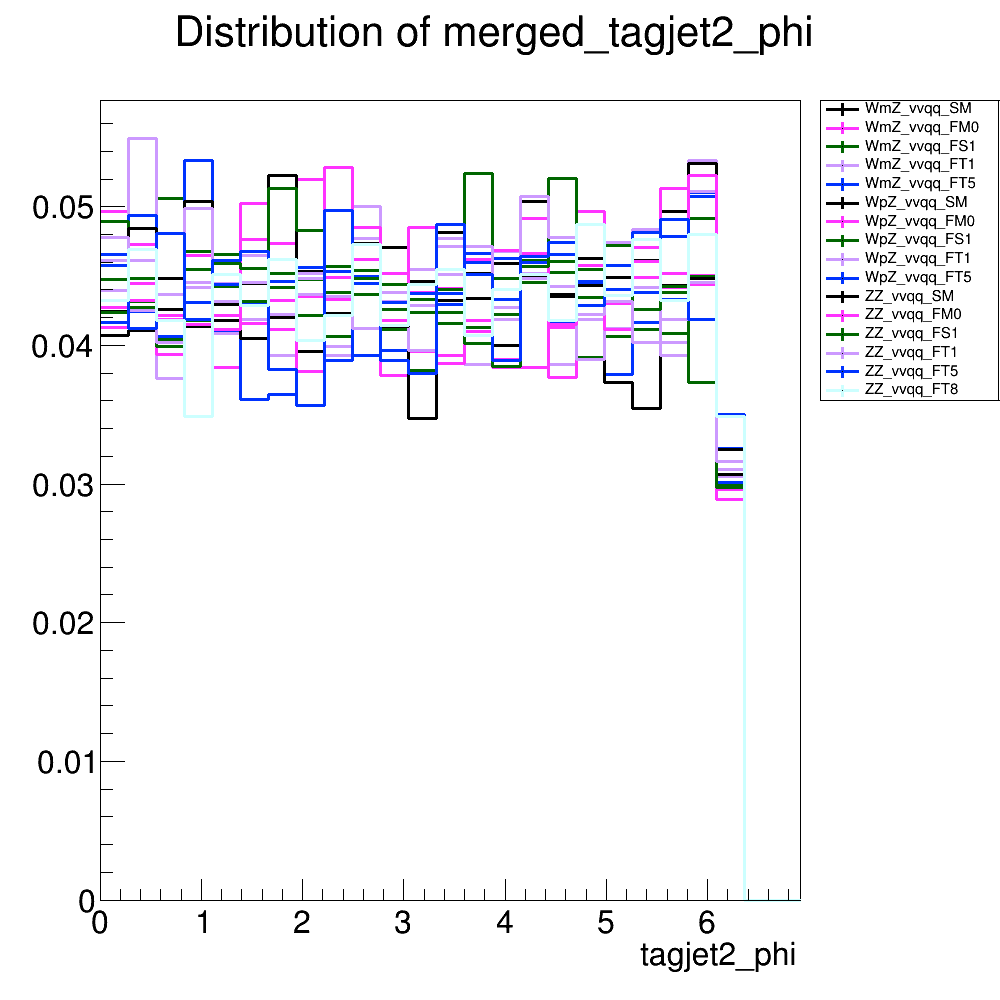 Distribution of merged_tagjet2_phi
WmZ_vvqq_SM
WmZ_vvqq_FM0
WmZ_vvqq_FS1
WmZ_vvqq_FT1
WmZ_vvqq_FT5
WpZ_vvqq_SM
WpZ_vvqq_FM0
WpZ_vvqq_FS1
WpZ_vvqq_FT1
WpZ_vvqq_FT5
ZZ_vvqq_SM
ZZ_vvqq_FM0
ZZ_vvqq_FS1
ZZ_vvqq_FT1
ZZ_vvqq_FT5
ZZ_vvqq_FT8
0.05
0.04
0.03
0.02
0.01
0
0 1 2 3 4 5 6
tagjet2_phi